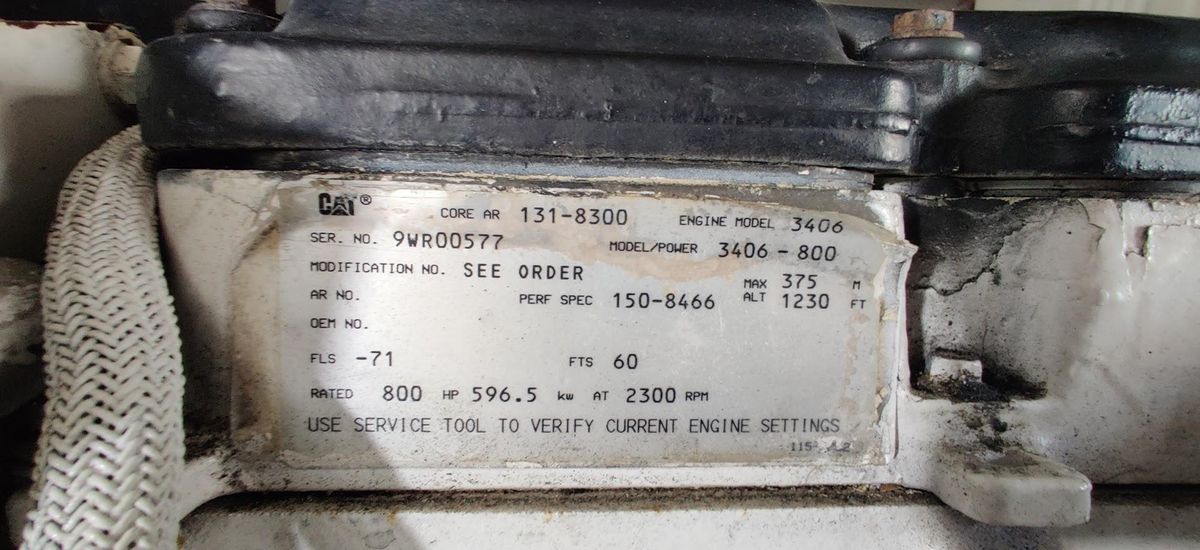 CAT® CORE AR 131-8300 ENGINE MODEL 3406
SER. NO. 9WR00577 MODEL/POWER 3406-800
MODIFICATION NO. SEE ORDER MAX 375 M
AR NO. PERF SPEC 150-8466 ALT 1230 FT
OEM NO.
FLS -71 FTS 60
RATED 800 HP 596.5 kw AT 2300 RPM
USE SERVICE TOOL TO VERIFY CURRENT ENGINE SETTINGS